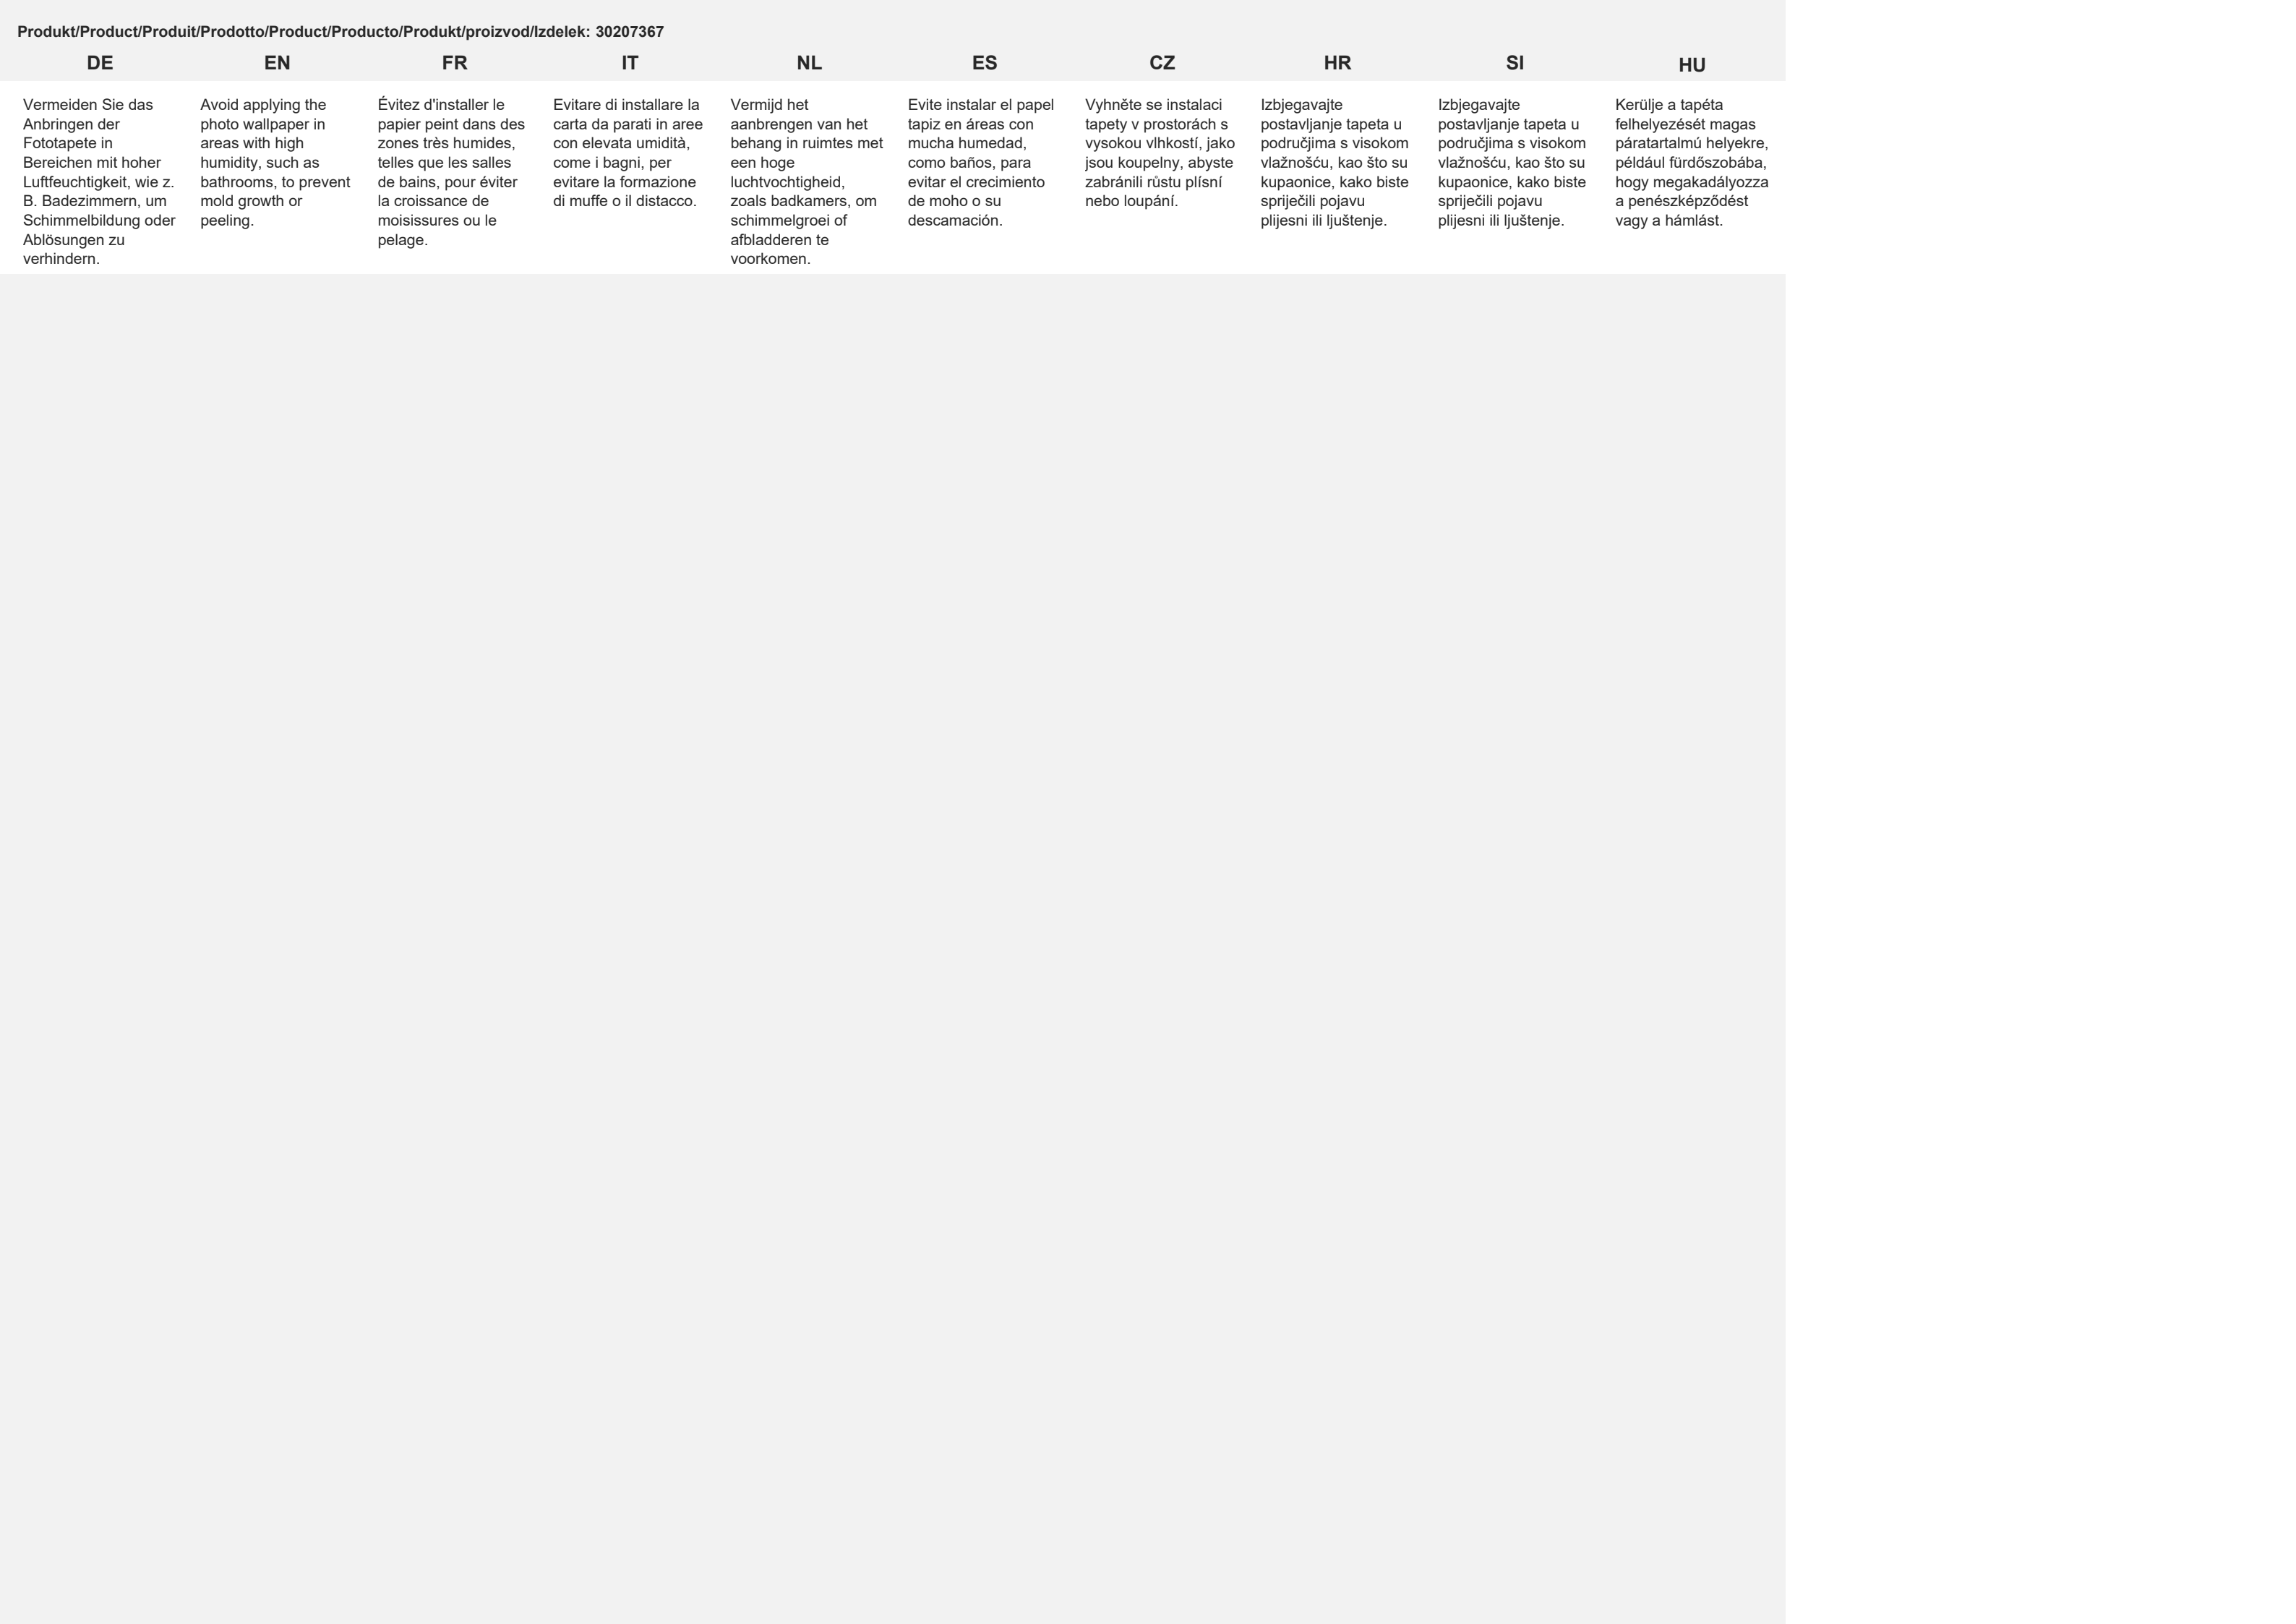 Produkt/Product/Produit/Prodotto/Product/Producto/Produkt/proizvod/Izdelek: 30207367
DE
EN
FR
IT
NL
ES
CZ
HR
SI
HU
Vermeiden Sie das
Anbringen der
Fototapete in
Bereichen mit hoher
Luftfeuchtigkeit, wie z.
B. Badezimmern, um
Schimmelbildung oder
Ablösungen zu
verhindern.
Avoid applying the
photo wallpaper in
areas with high
humidity, such as
bathrooms, to prevent
mold growth or
peeling.
Évitez d'installer le
papier peint dans des
zones très humides,
telles que les salles
de bains, pour éviter
la croissance de
moisissures ou le
pelage.
Evitare di installare la
carta da parati in aree
con elevata umidità,
come i bagni, per
evitare la formazione
di muffe o il distacco.
Vermijd het
aanbrengen van het
behang in ruimtes met
een hoge
luchtvochtigheid,
zoals badkamers, om
schimmelgroei of
afbladderen te
voorkomen.
Evite instalar el papel
tapiz en áreas con
mucha humedad,
como baños, para
evitar el crecimiento
de moho o su
descamación.
Vyhněte se instalaci
tapety v prostorách s
vysokou vlhkostí, jako
jsou koupelny, abyste
zabránili růstu plísní
nebo loupání.
Izbjegavajte
postavljanje tapeta u
područjima s visokom
vlažnošću, kao što su
kupaonice, kako biste
spriječili pojavu
plijesni ili ljuštenje.
Izbjegavajte
postavljanje tapeta u
područjima s visokom
vlažnošću, kao što su
kupaonice, kako biste
spriječili pojavu
plijesni ili ljuštenje.
Kerülje a tapéta
felhelyezését magas
páratartalmú helyekre,
például fürdőszobába,
hogy megakadályozza
a penészképződést
vagy a hámlást.